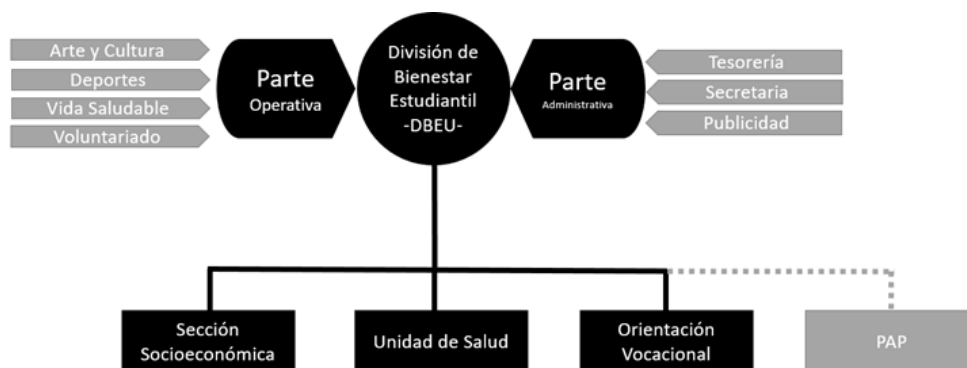 Arte y Cultura
Deportes
Vida Saludable
Voluntariado
Parte
Operativa
División de
Bienestar
Estudiantil
-DBEU-
Parte
Administrativa
Tesorería
Secretaria
Publicidad
Sección
Socioeconómica
Unidad de Salud
Orientación
Vocacional
PAP